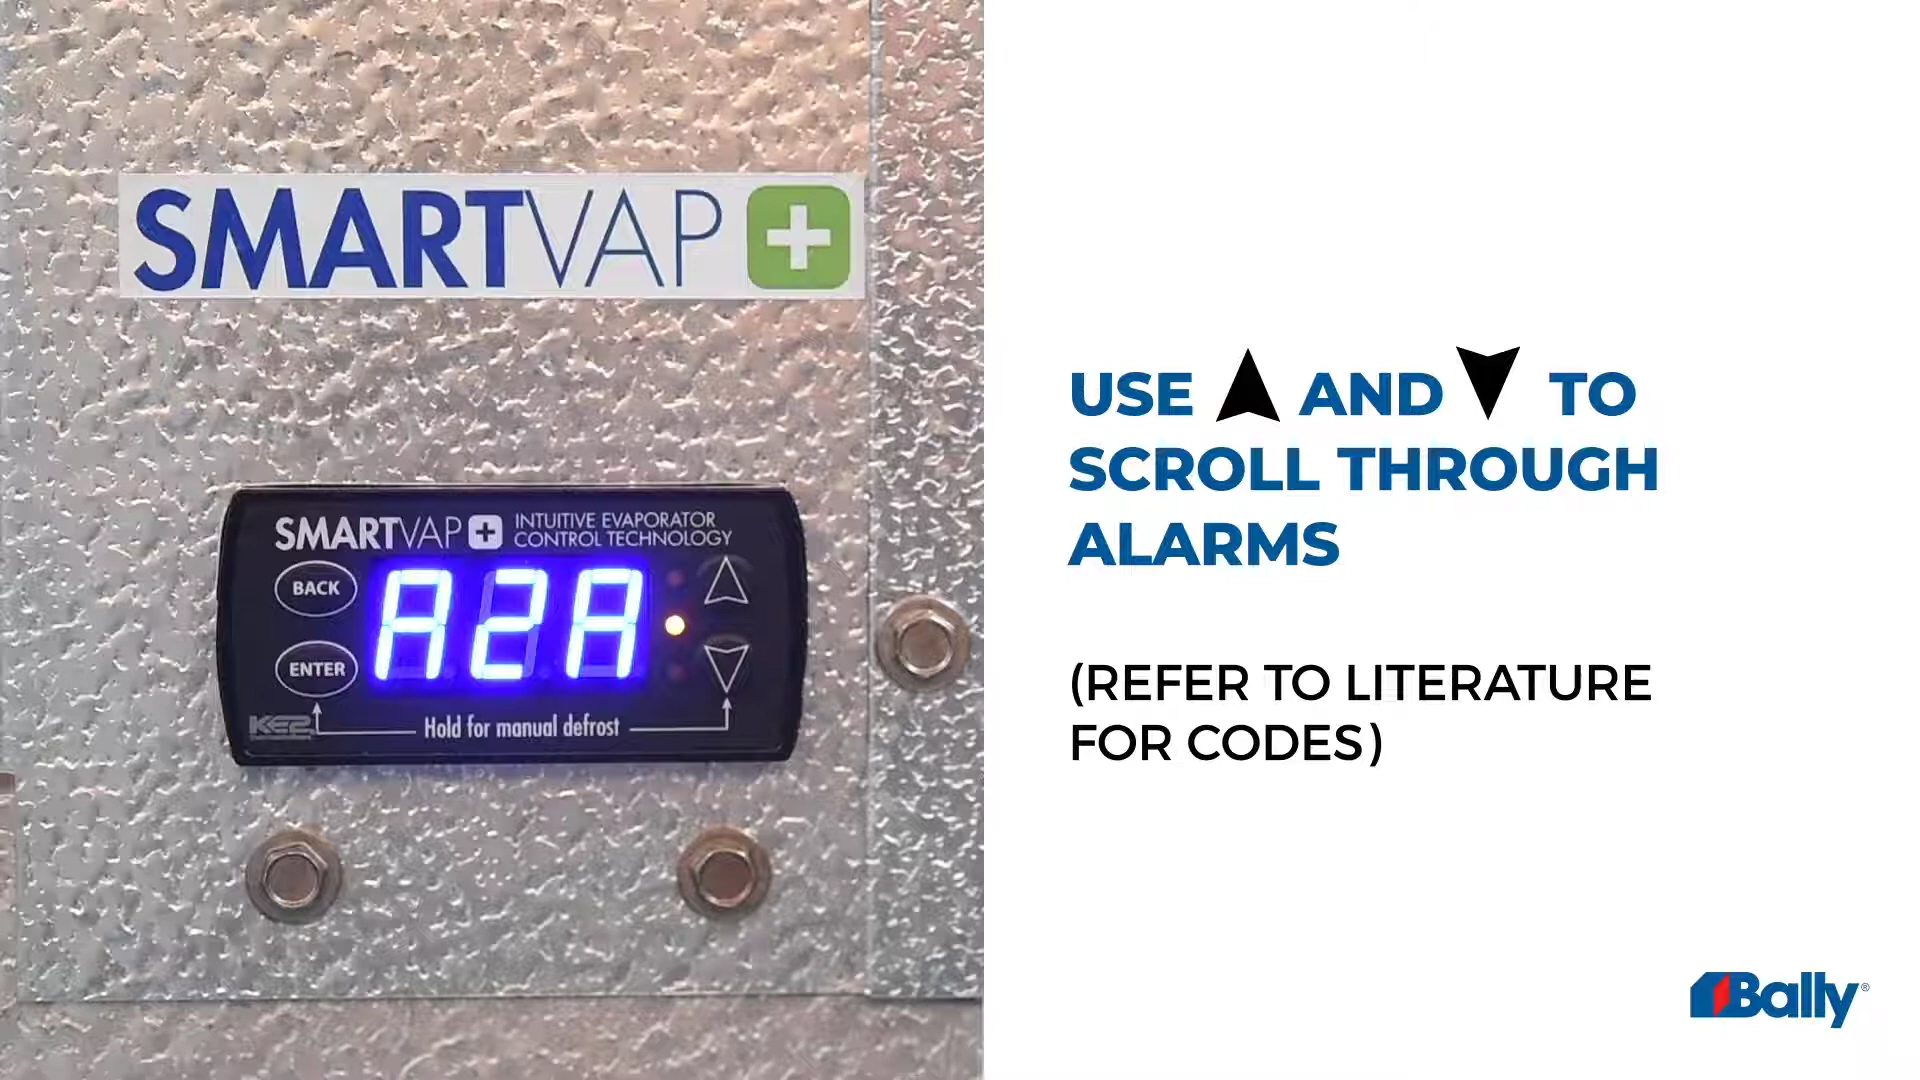 SMARTVAP+
SMARTVAP+ INTUITIVE EVAPORATOR
CONTROL TECHNOLOGY
BACK
A2A
ENTER
KE2
Hold for manual defrost
USE AND TO
SCROLL THROUGH
ALARMS
(REFER TO LITERATURE
FOR CODES)
Bally®